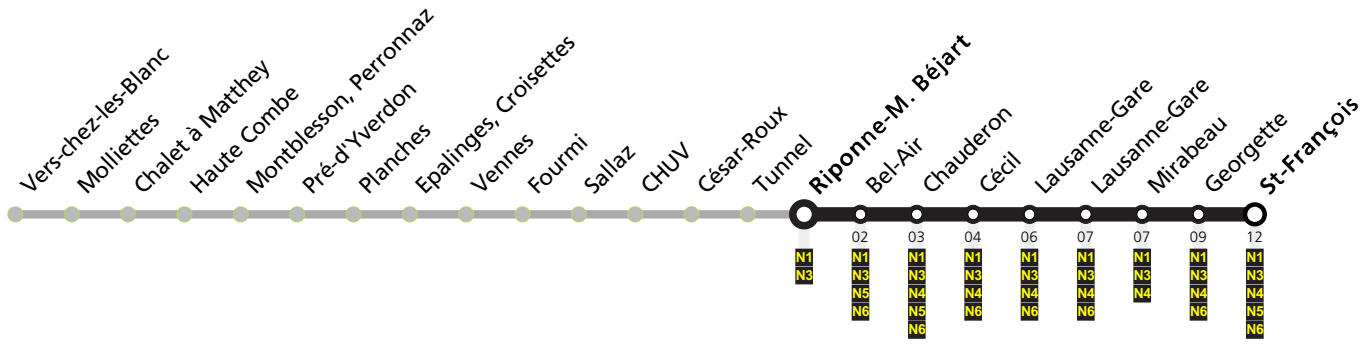 Vers-chez-les-Blanc
Molliettes
Chalet à Matthey
Haute Combe
Montblesson, Perronnaz
Pré-d'Yverdon
Planches
Epalinges, Croisettes
Vennes
Fourmi
Sallaz
CHUV
César-Roux
Tunnel
Riponne-M. Béjart
Bel-Air
Chauderon
Cécil
Lausanne-Gare
Lausanne-Gare
Mirabeau
Georgette
St-François
02 03 04 06 07 07 09 12
N1 N1 N1 N1 N1 N1 N1 N1 N1
N3 N3 N3 N3 N3 N3 N3 N3 N3
N5 N4 N4 N4 N4 N4 N4 N4
N6 N5 N6 N6 N6 N6 N5
N6 N6